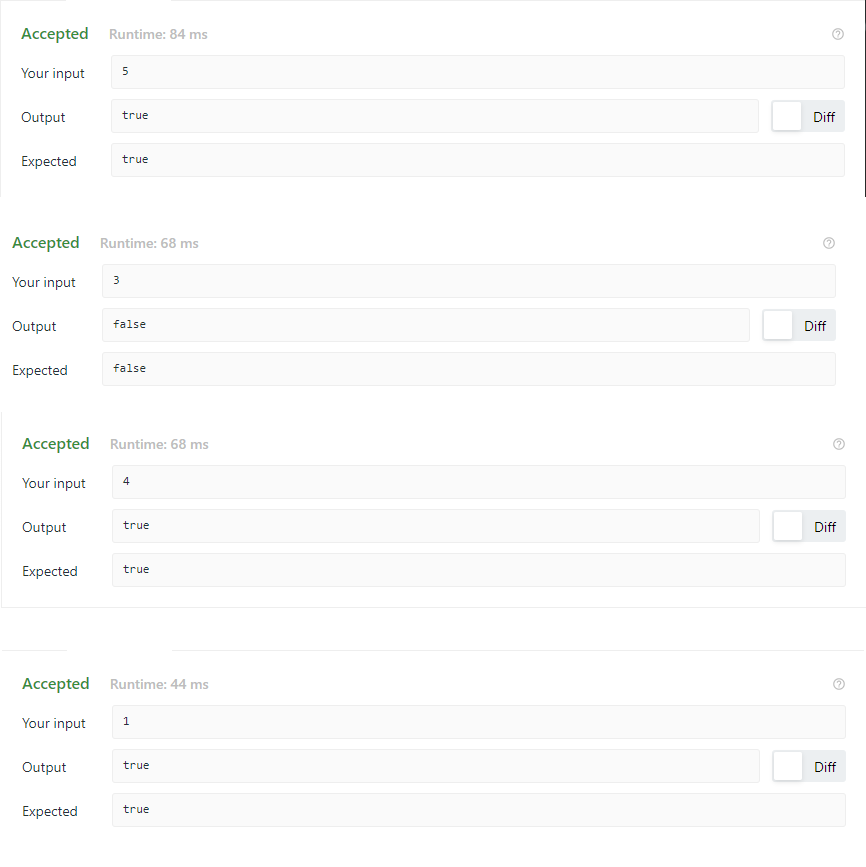 Accepted Runtime: 84 ms
Your input 5
Output true Diff
Expected true
Accepted Runtime: 68 ms
Your input 3
Output false Diff
Expected false
Accepted Runtime: 68 ms
Your input 4
Output true Diff
Expected true
Accepted Runtime: 44 ms
Your input 1
Output true Diff
Expected true